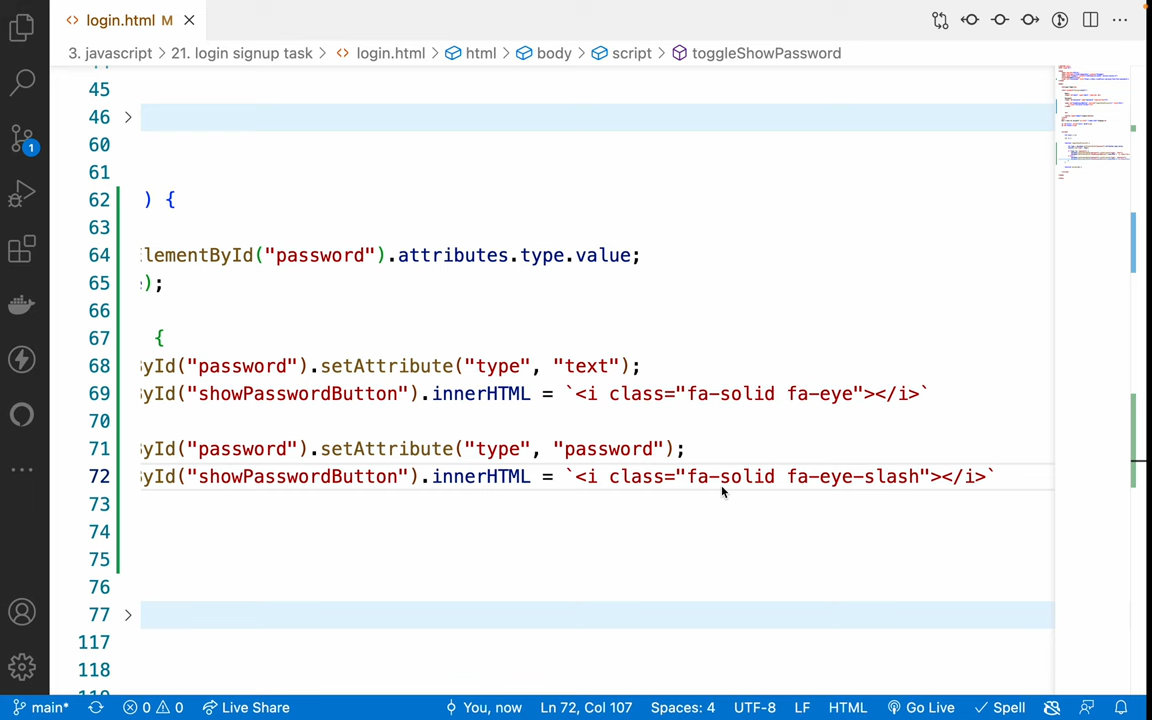 login.html M
3. javascript > 21. login signup task > login.html > html > body > script > toggleShowPassword
45
46
60
61
62 ) {
63
64 lementById("password").attributes.type.value;
65 );
66
67 {
68 yId("password").setAttribute("type", "text");
69 yId("showPasswordButton").innerHTML = `<i class="fa-solid fa-eye"></i>`
70
71 yId("password").setAttribute("type", "password");
72 yId("showPasswordButton").innerHTML = `<i class="fa-solid fa-eye-slash"></i>`
73
74
75
76
77
117
118
1
main* 0 0 Live Share You, now Ln 72, Col 107 Spaces: 4 UTF-8 LF HTML Go Live Spell